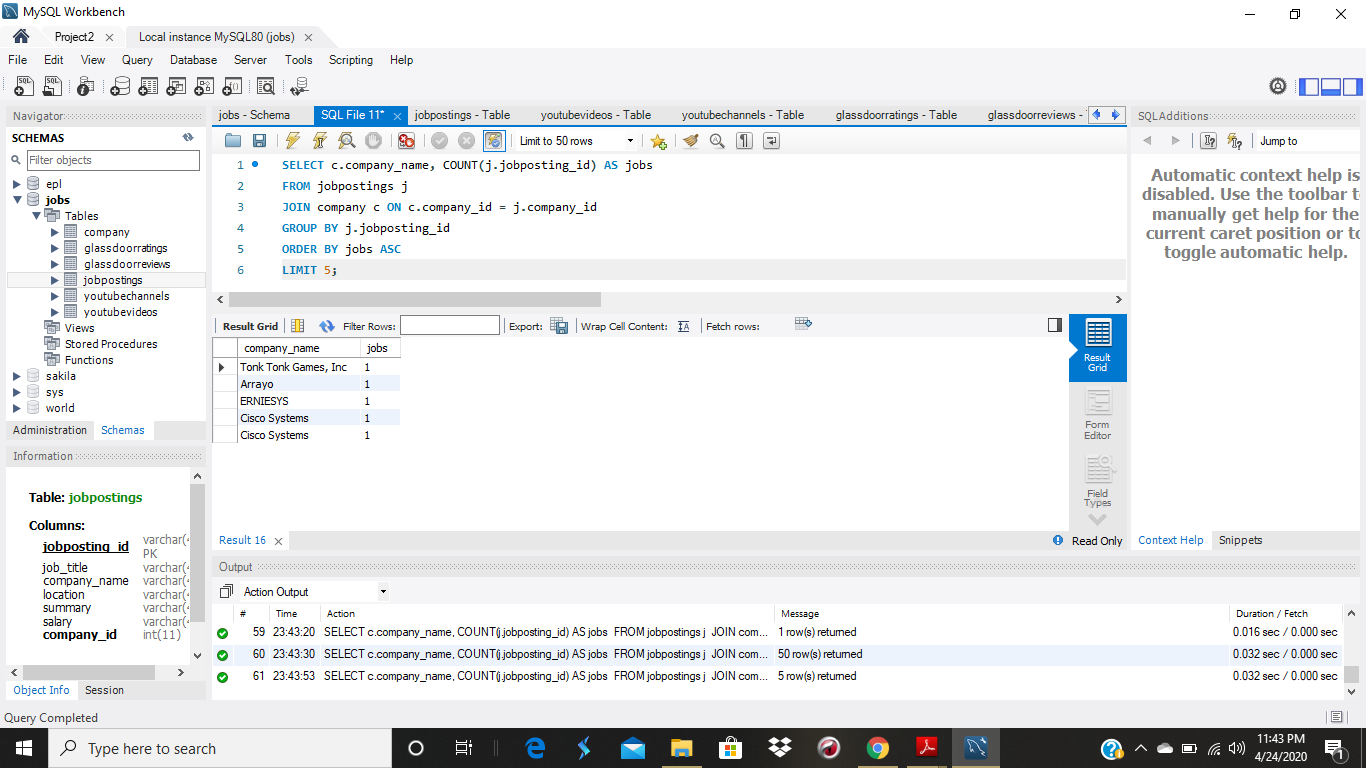 MySQL Workbench
Project2
Local instance MySQL80 (jobs)
File Edit View Query Database Server Tools Scripting Help
Navigator
SCHEMAS
Filter objects
epl
jobs
Tables
company
glassdoorratings
glassdoorreviews
jobpostings
youtubechannels
youtubevideos
Views
Stored Procedures
Functions
sakila
sys
world
Administration Schemas
Information
Table: jobpostings
Columns:
jobposting_id varchar(4
PK
job_title varchar(4
company_name varchar(4
location varchar(4
summary varchar(4
salary varchar(4
company_id int(11)
Object Info Session
Query Completed
jobs - Schema SQL File 11* jobpostings - Table youtubevideos - Table youtubechannels - Table glassdoorratings - Table glassdoorreviews -
Limit to 50 rows
1 SELECT c.company_name, COUNT(j.jobposting_id) AS jobs
2 FROM jobpostings j
3 JOIN company c ON c.company_id = j.company_id
4 GROUP BY j.jobposting_id
5 ORDER BY jobs ASC
6 LIMIT 5;
Result Grid Filter Rows: Export: Wrap Cell Content: Fetch rows:
company_name jobs
Tonk Tonk Games, Inc 1
Arrayo 1
ERNIESYS 1
Cisco Systems 1
Cisco Systems 1
Result
Grid
Form
Editor
Field
Types
Result 16
Read Only
SQLAdditions
Jump to
Automatic context help is
disabled. Use the toolbar t
manually get help for the
current caret position or to
toggle automatic help.
Context Help Snippets
Output
Action Output
# Time Action Message Duration / Fetch
59 23:43:20 SELECT c.company_name, COUNT(j.jobposting_id) AS jobs FROM jobpostings j JOIN com... 1 row(s) returned 0.016 sec / 0.000 sec
60 23:43:30 SELECT c.company_name, COUNT(j.jobposting_id) AS jobs FROM jobpostings j JOIN com... 50 row(s) returned 0.032 sec / 0.000 sec
61 23:43:53 SELECT c.company_name, COUNT(j.jobposting_id) AS jobs FROM jobpostings j JOIN com... 5 row(s) returned 0.032 sec / 0.000 sec
Type here to search
11:43 PM
4/24/2020
1